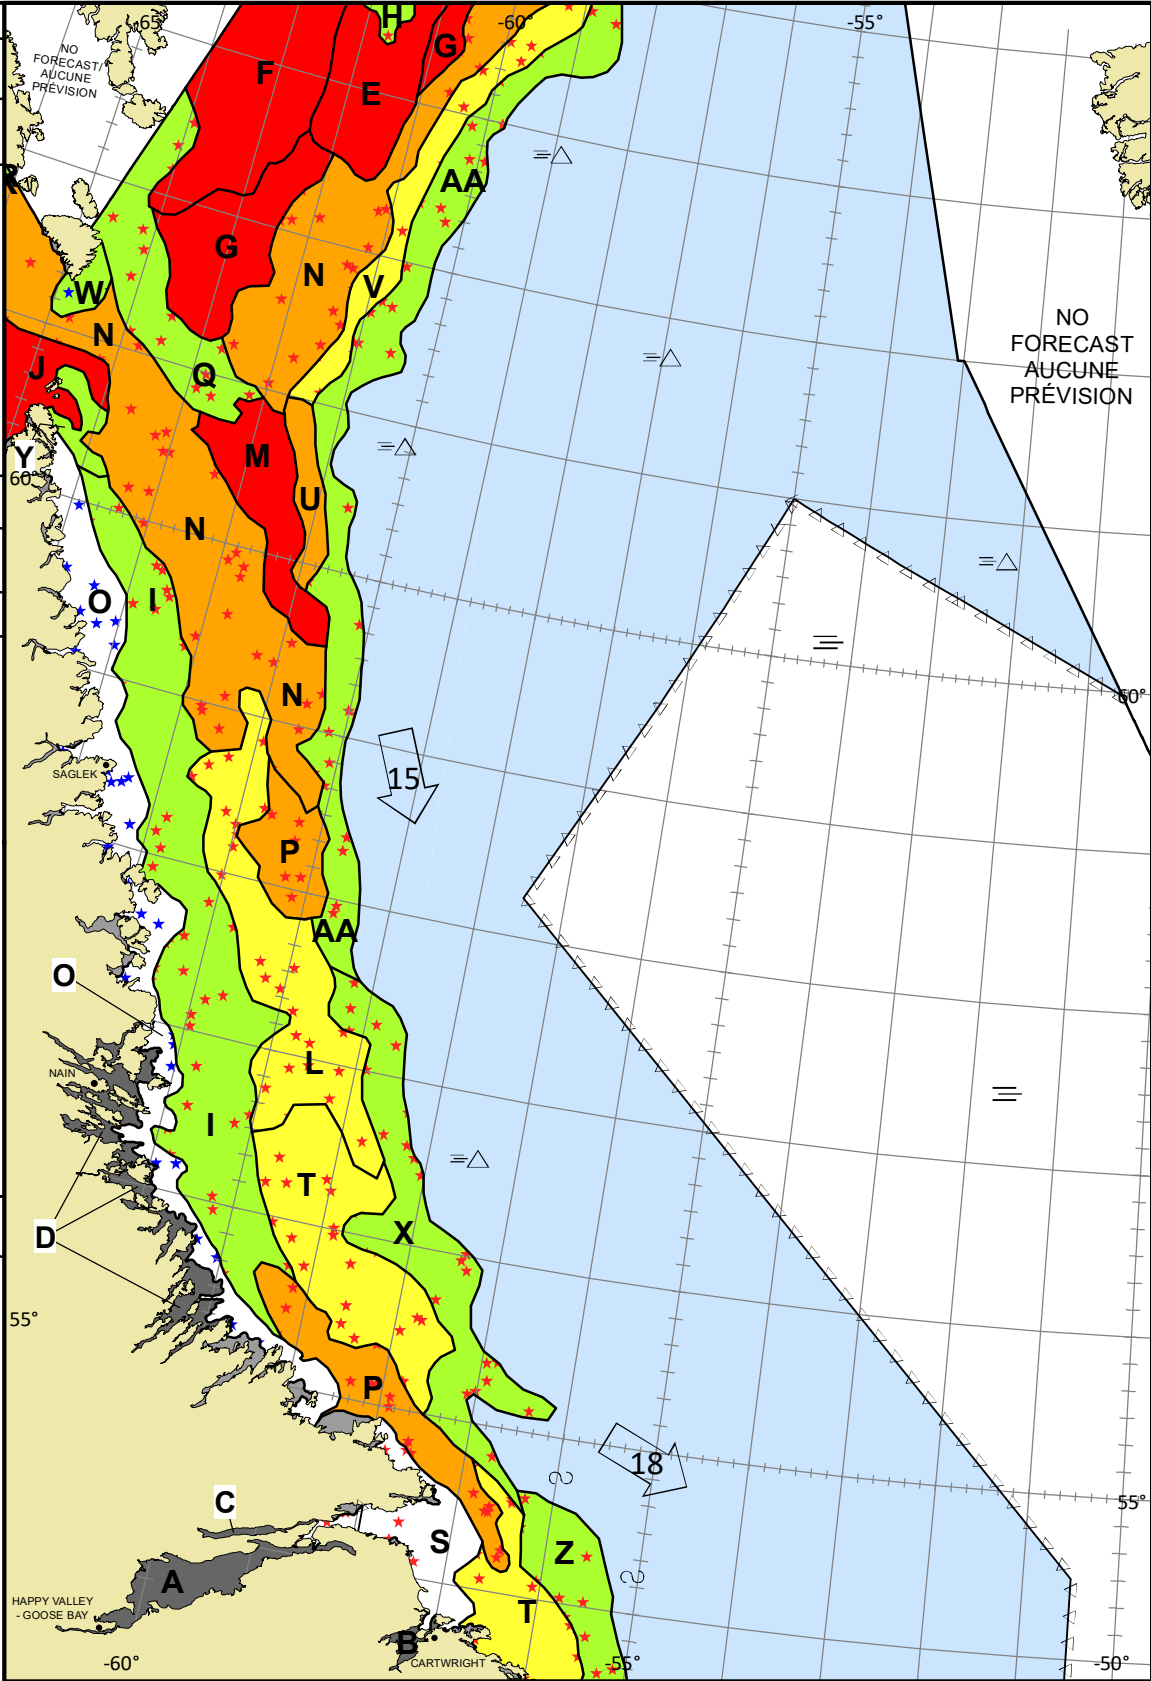 -65°
H
-60°
-55°
G
NO
FORECAST/
AUCUNE
PRÉVISION
F
E
R
AA
G
N
V
W
N
NO
FORECAST
AUCUNE
PRÉVISION
J
Q
Y
M
60°
U
N
O
I
N
60°
SAGLEK
15
P
AA
O
L
NAIN
I
T
D
X
55°
P
18
C
55°
S
Z
A
HAPPY VALLEY
- GOOSE BAY
T
B
CARTWRIGHT
-60°
-55°
-50°